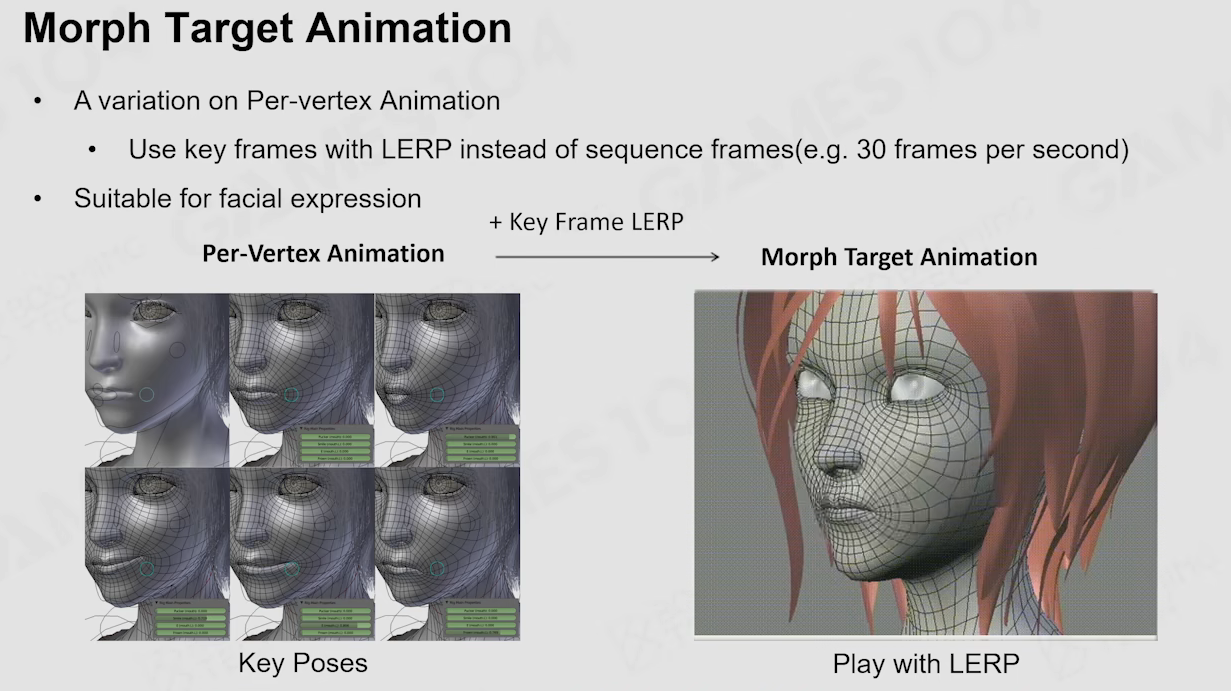 Morph Target Animation
• A variation on Per-vertex Animation
• Use key frames with LERP instead of sequence frames(e.g. 30 frames per second)
• Suitable for facial expression
+ Key Frame LERP
Per-Vertex Animation
Morph Target Animation
Key Poses
Play with LERP
GAMES104